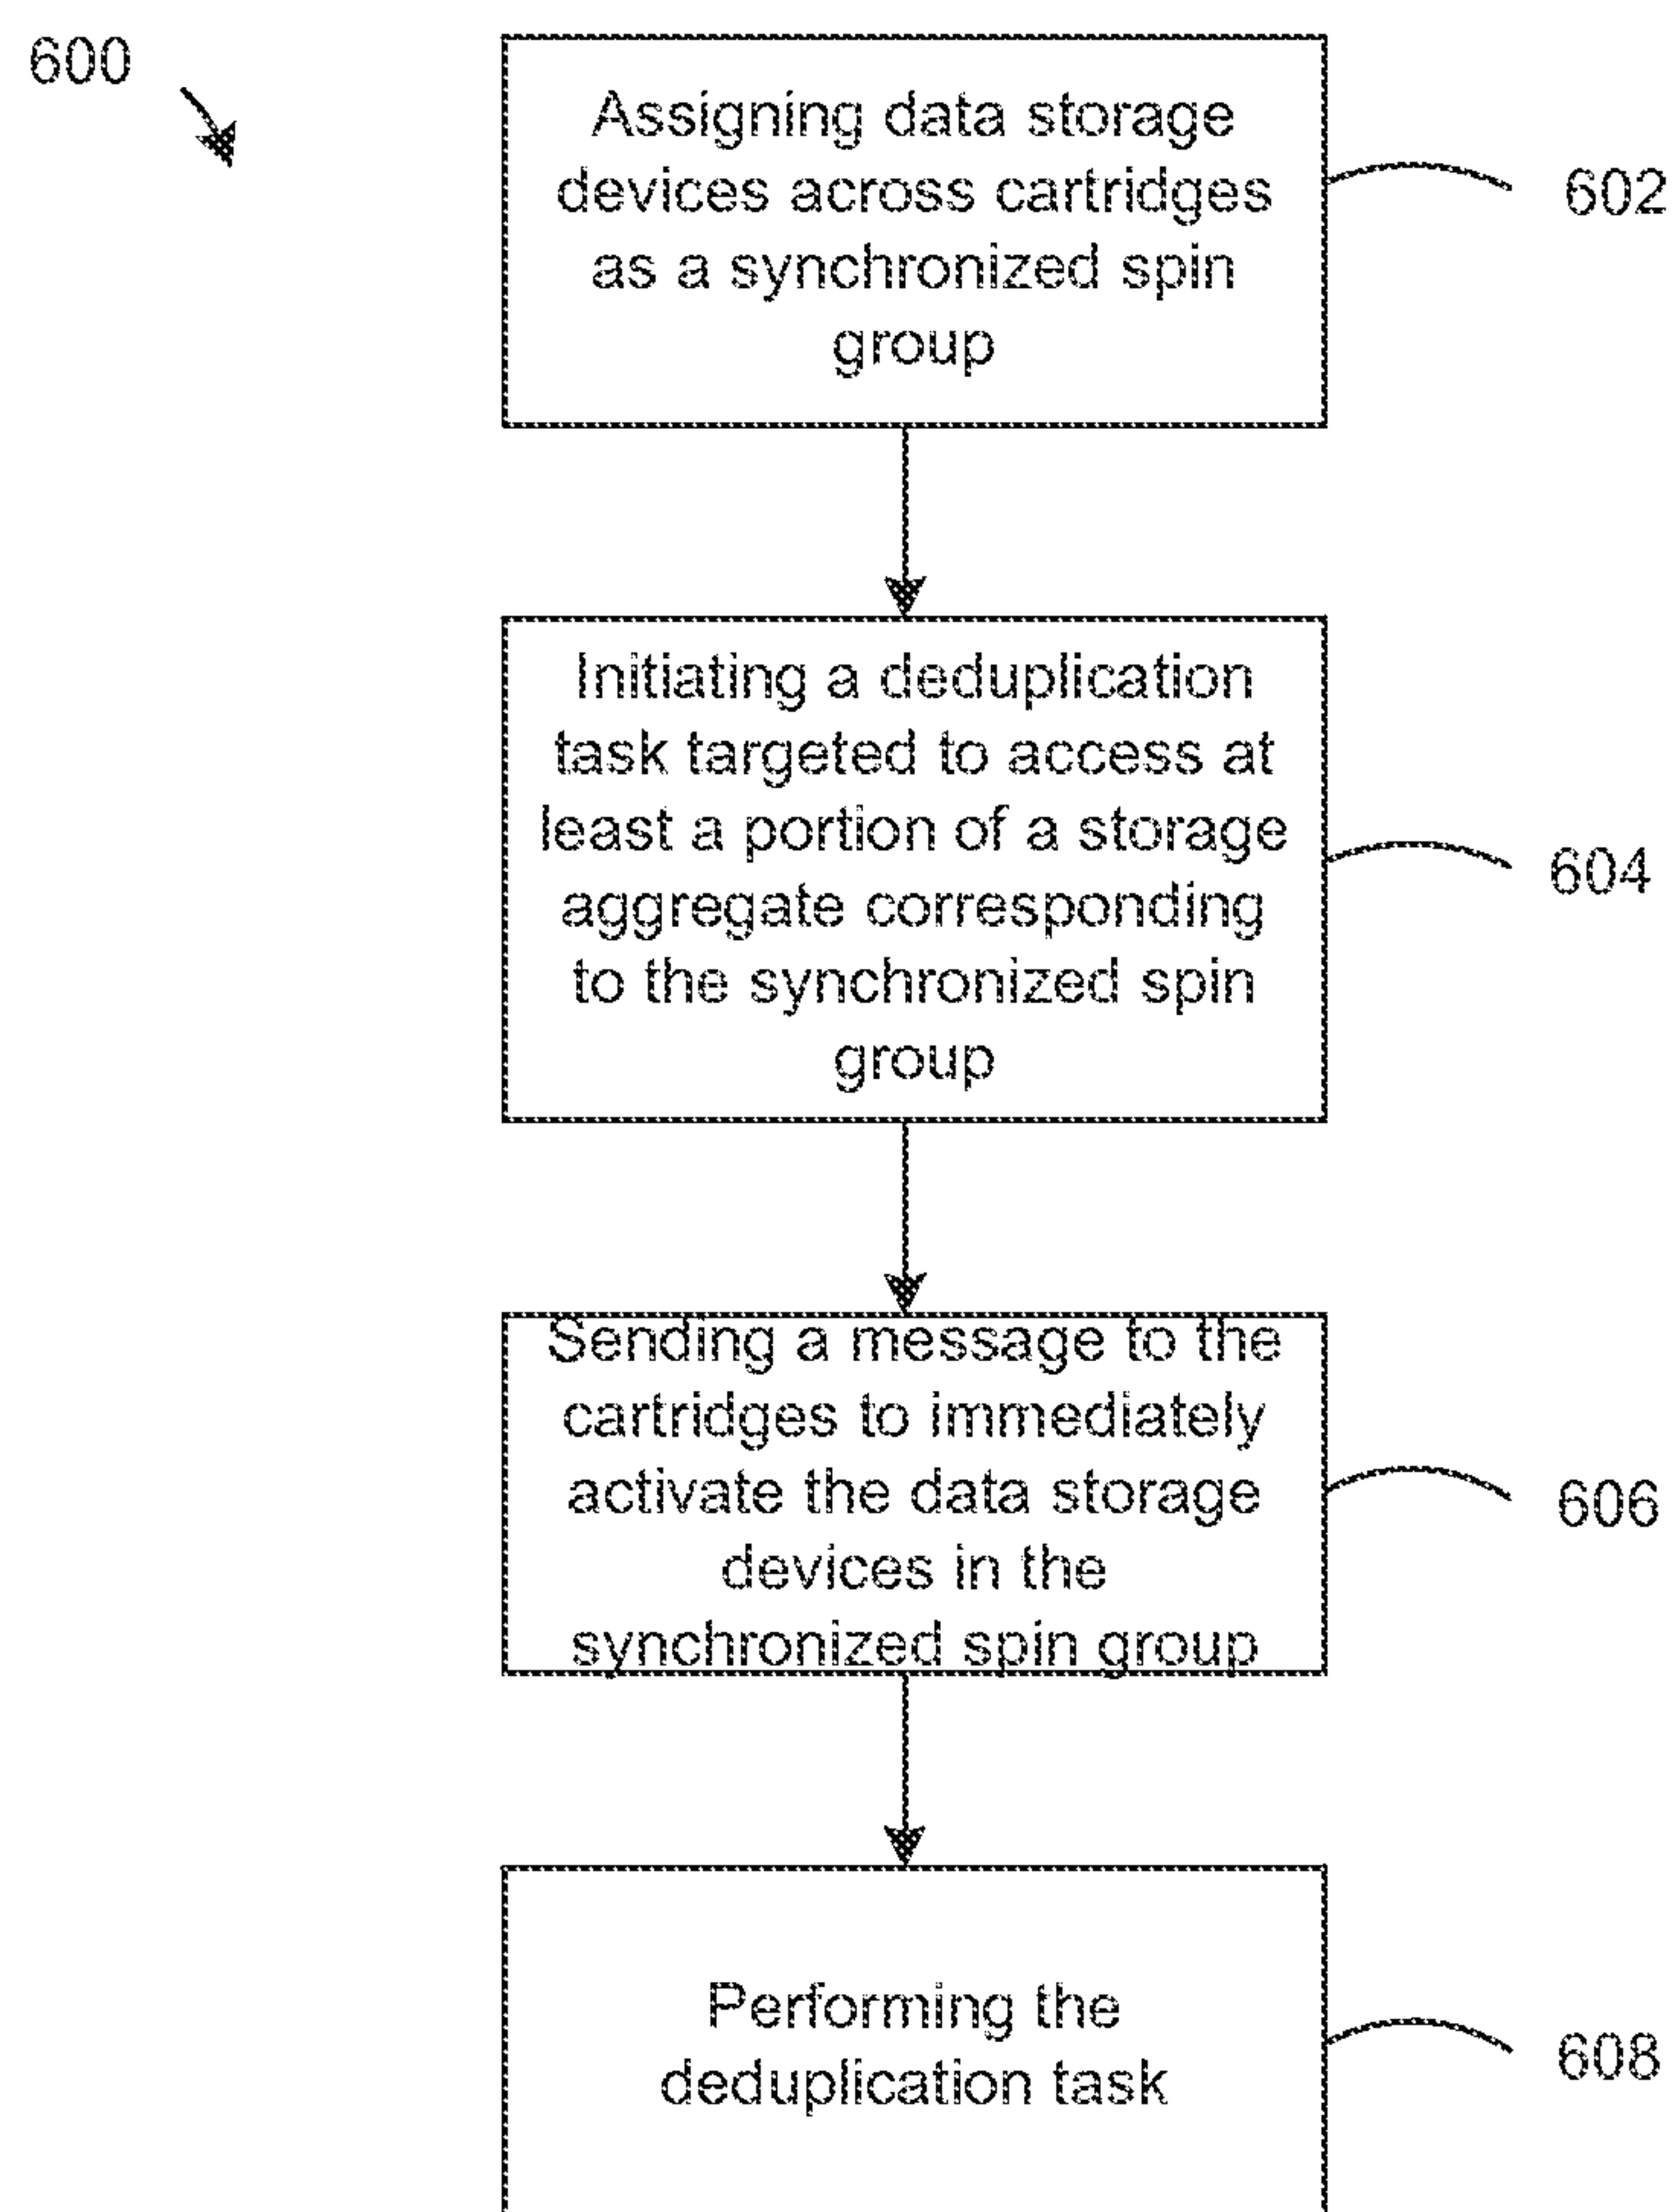 600
Assigning data storage
devices across cartridges
as a synchronized spin
group
602
Initiating a deduplication
task targeted to access at
least a portion of a storage
aggregate corresponding
to the synchronized spin
group
604
Sending a message to the
cartridges to immediately
activate the data storage
devices in the
synchronized spin group
606
Performing the
deduplication task
608